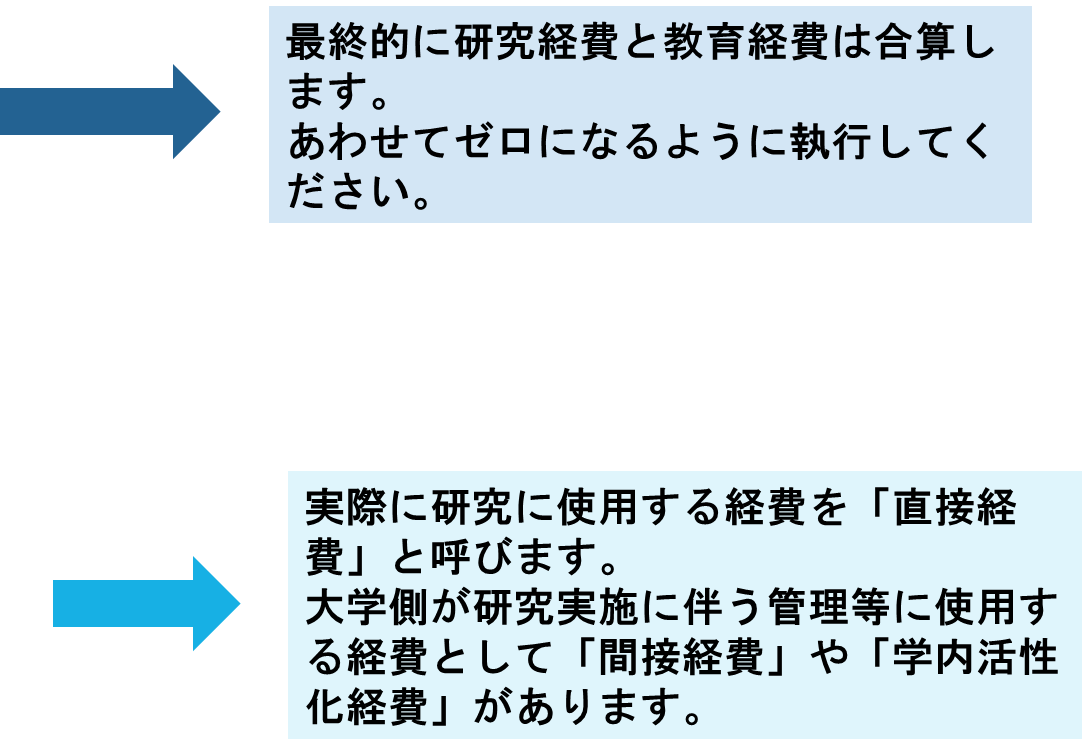 最終的に研究経費と教育経費は合算し
ます。
あわせてゼロになるように執行してく
ださい。
実際に研究に使用する経費を「直接経
費」と呼びます。
大学側が研究実施に伴う管理等に使用す
る経費として「間接経費」や「学内活性
化経費」があります。